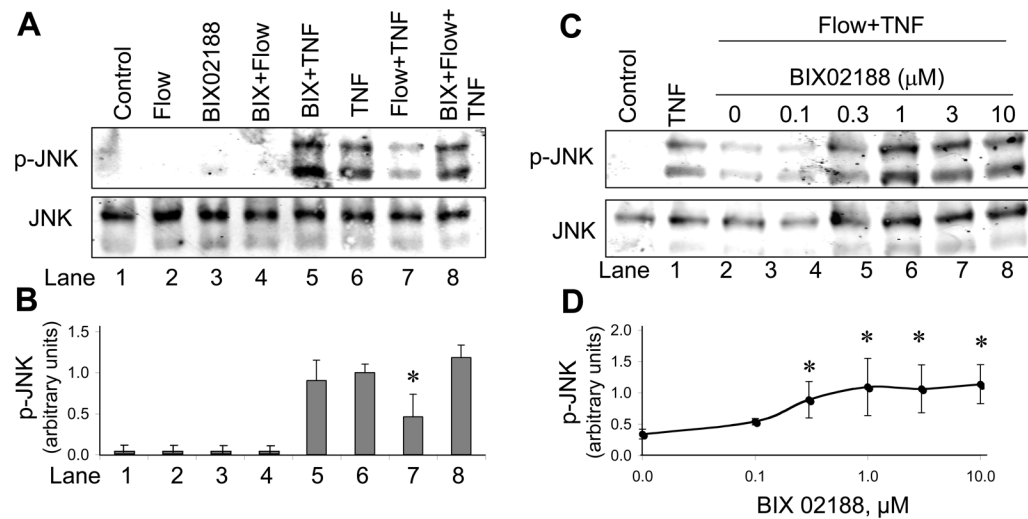 A
Control
Flow
BIX02188
BIX+Flow
BIX+TNF
TNF
Flow+TNF
BIX+Flow+
TNF
p-JNK
JNK
Lane 1 2 3 4 5 6 7 8
B
p-JNK
(arbitrary units)
1.5
1.0
0.5
0.0
*
Lane 1 2 3 4 5 6 7 8
C
Flow+TNF
Control
TNF
BIX02188 (μM)
0 0.1 0.3 1 3 10
p-JNK
JNK
Lane 1 2 3 4 5 6 7 8
D
p-JNK
(arbitrary units)
2.0
1.5
1.0
0.5
0.0
* * * *
0.0 0.1 1.0 10.0
BIX 02188, μM